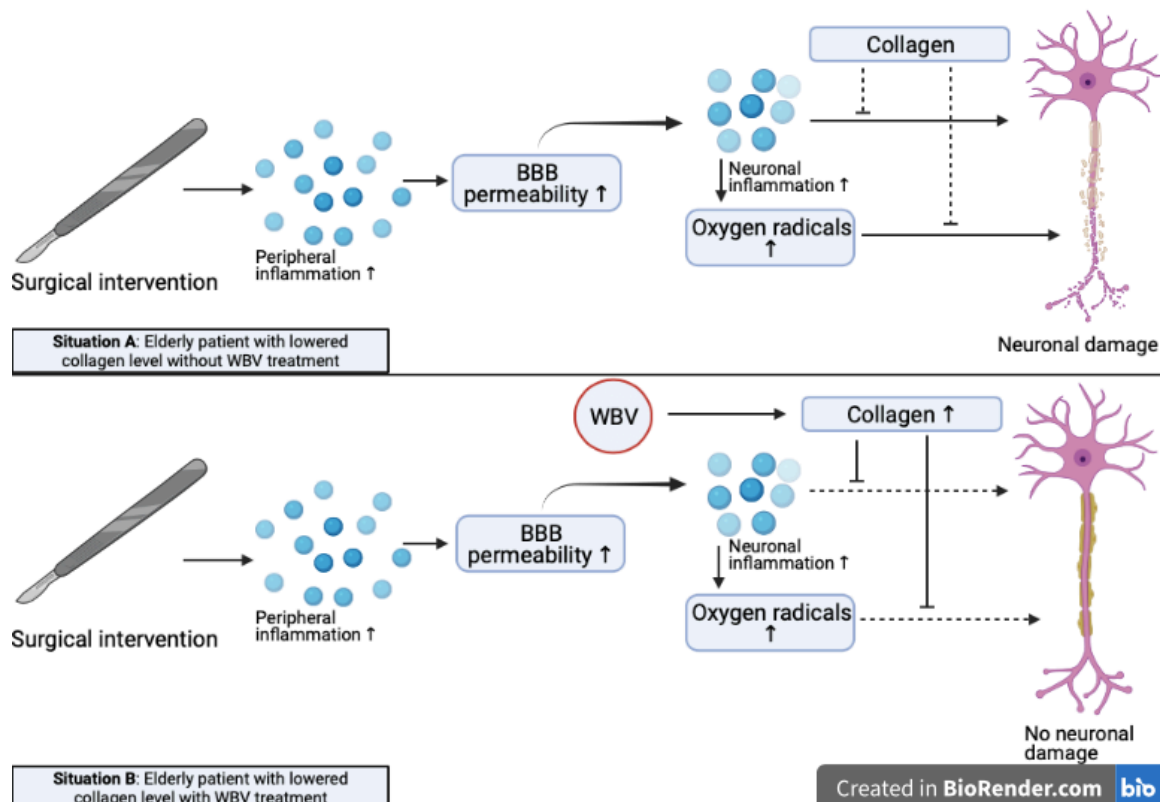 Collagen
BBB
permeability ↑
Neuronal
inflammation ↑
Oxygen radicals
↑
Peripheral
inflammation ↑
Surgical intervention
Neuronal damage
Situation A: Elderly patient with lowered
collagen level without WBV treatment
WBV
Collagen ↑
BBB
permeability ↑
Neuronal
inflammation ↑
Oxygen radicals
↑
Peripheral
inflammation ↑
Surgical intervention
No neuronal
damage
Situation B: Elderly patient with lowered
collagen level with WBV treatment
Created in BioRender.com bio